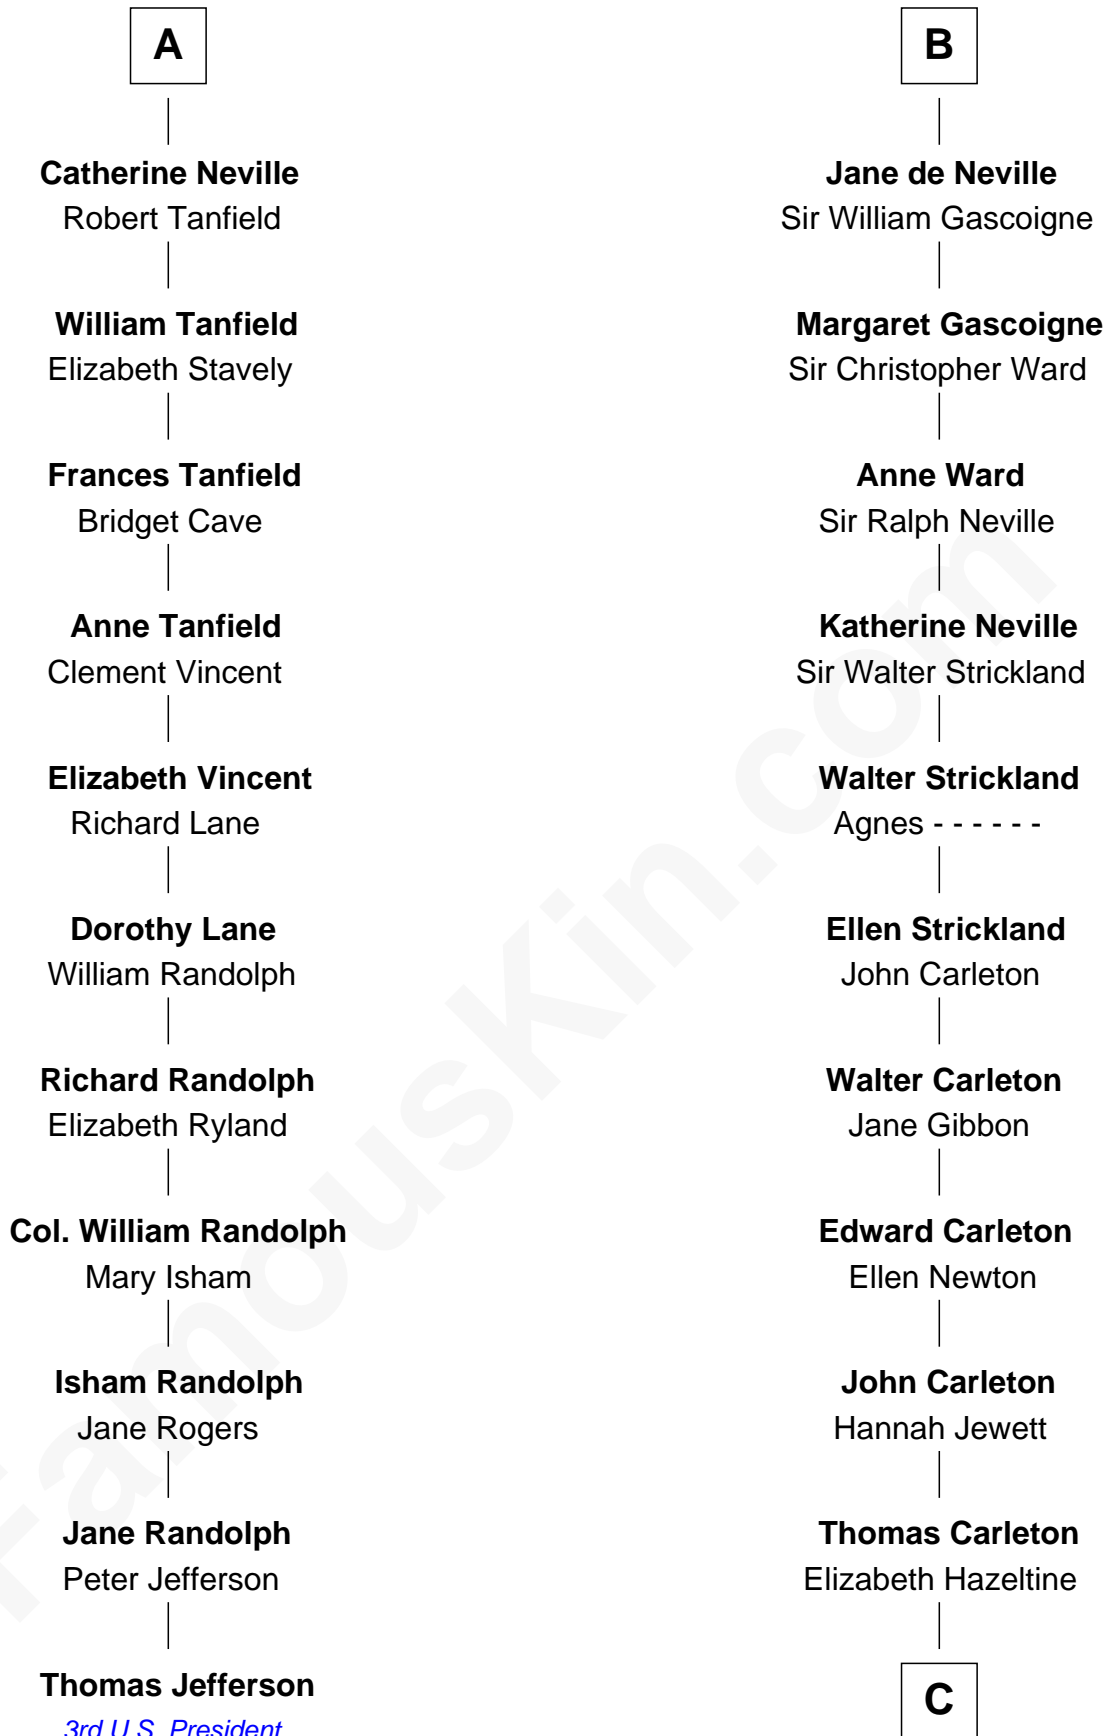 A
Catherine Neville
Robert Tanfield
William Tanfield
Elizabeth Stavely
Frances Tanfield
Bridget Cave
Anne Tanfield
Clement Vincent
Elizabeth Vincent
Richard Lane
Dorothy Lane
William Randolph
Richard Randolph
Elizabeth Ryland
Col. William Randolph
Mary Isham
Isham Randolph
Jane Rogers
Jane Randolph
Peter Jefferson
Thomas Jefferson
3rd U.S. President
B
Jane de Neville
Sir William Gascoigne
Margaret Gascoigne
Sir Christopher Ward
Anne Ward
Sir Ralph Neville
Katherine Neville
Sir Walter Strickland
Walter Strickland
Agnes - - - - - -
Ellen Strickland
John Carleton
Walter Carleton
Jane Gibbon
Edward Carleton
Ellen Newton
John Carleton
Hannah Jewett
Thomas Carleton
Elizabeth Hazeltine
C
FamousKin.com